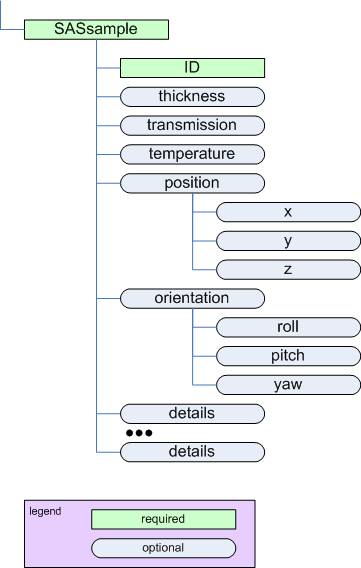 SASsample
ID
thickness
transmission
temperature
position
x
y
z
orientation
roll
pitch
yaw
details
●●●
details
legend
required
optional